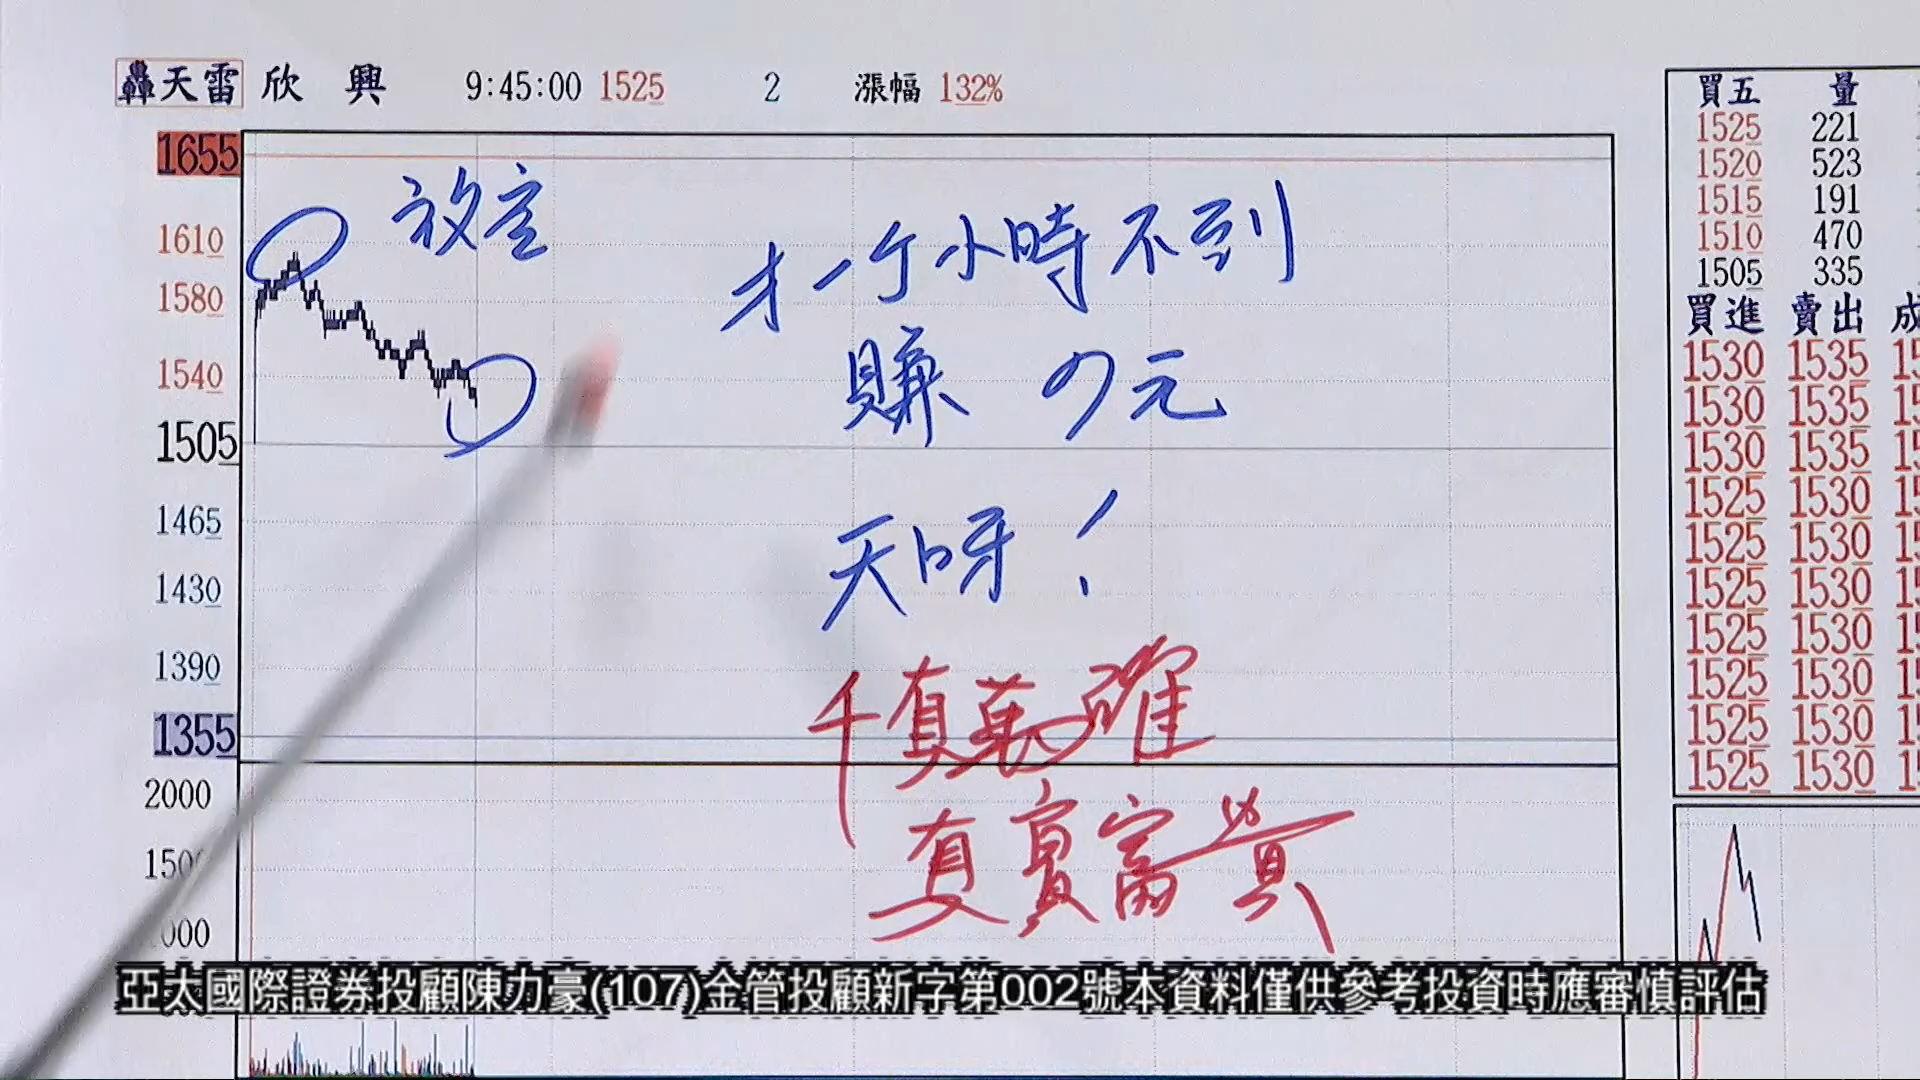 轟天雷 欣興 9:45:00 1525 2 漲幅 132%
1655
1610
1580
1540
1505
1465
1430
1390
1355
2000
放空
才一个小時不到
賺 の元
天呀！
千真萬確
真實富貴
買五 量
1525 221
1520 523
1515 191
1510 470
1505 335
買進 賣出
1530 1535
1530 1535
1530 1535
1525 1530
1525 1530
1525 1530
1525 1530
1525 1530
1525 1530
1525 1530
亞太國際證券投顧陳力豪(107)金管投顧新字第002號本資料僅供參考投資時應審慎評估